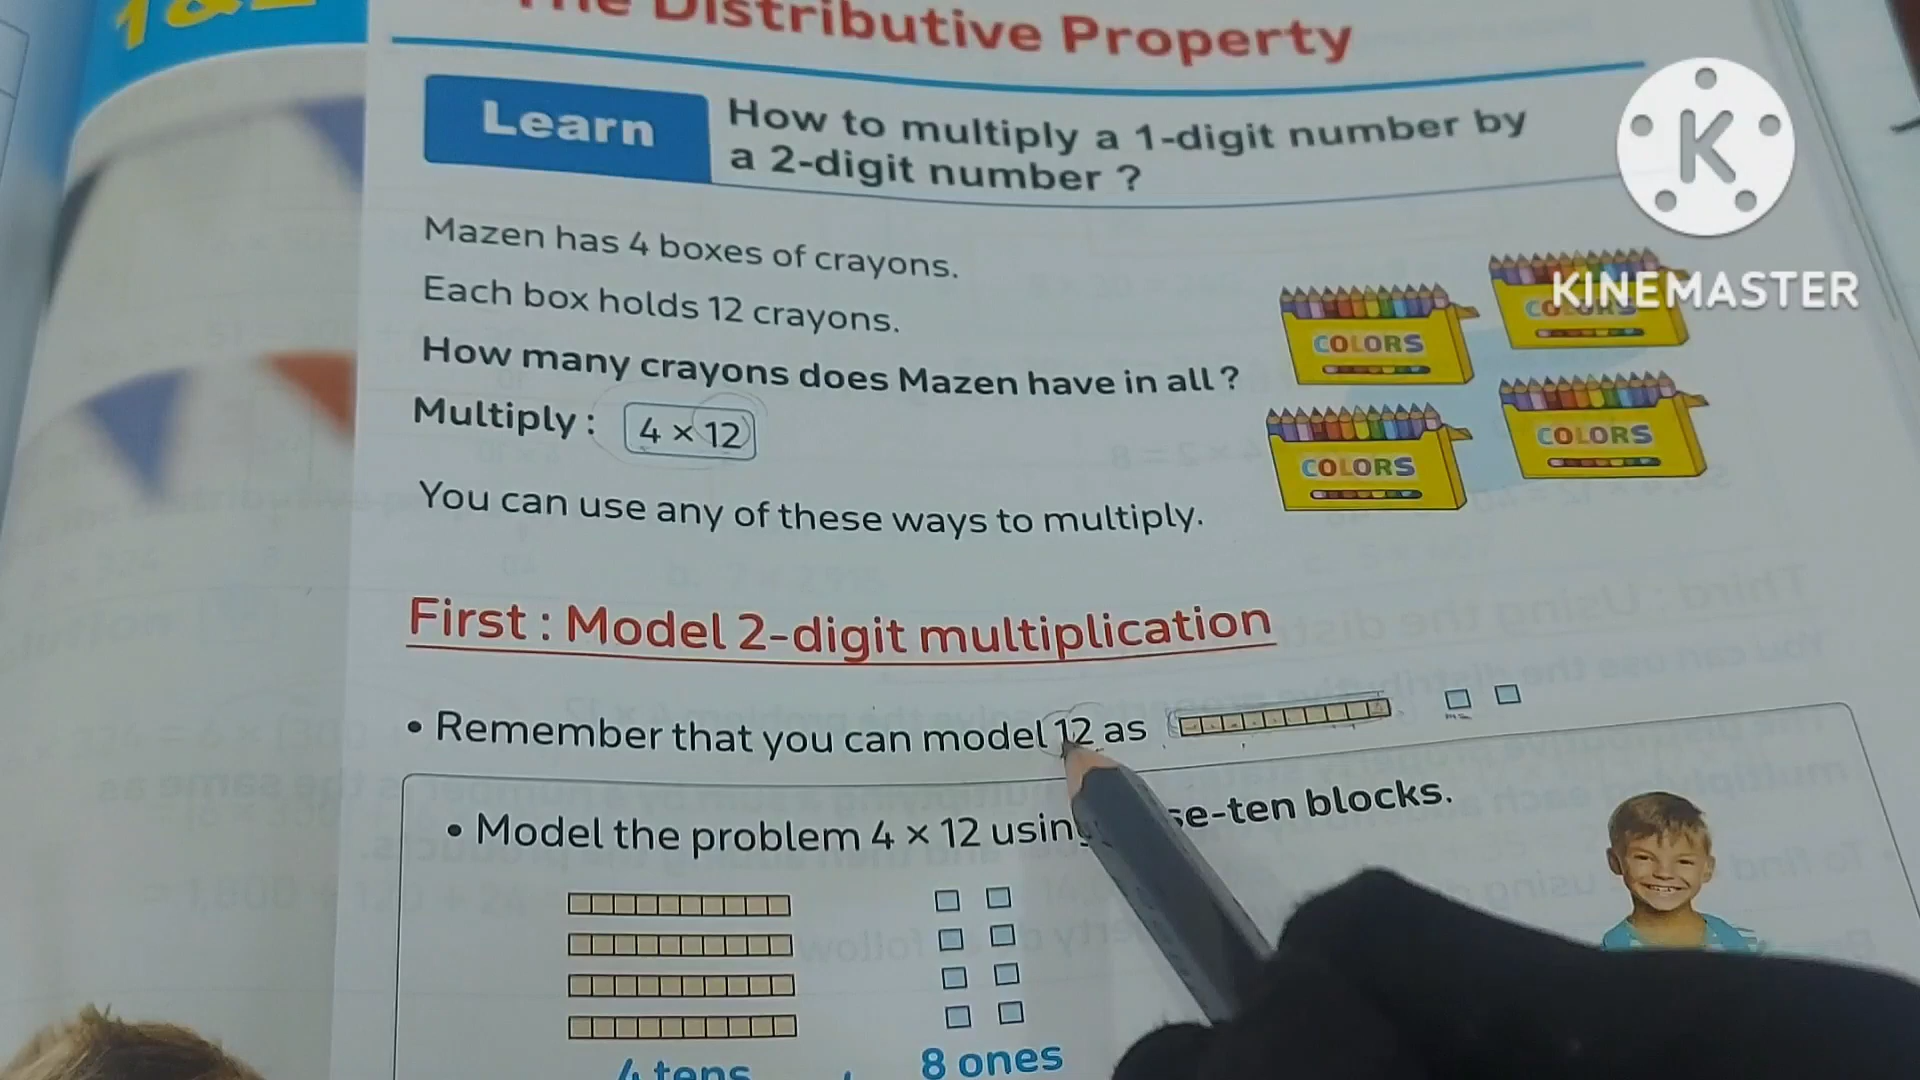 1&2
The Distributive Property
Learn
How to multiply a 1-digit number by
a 2-digit number ?
K
KINEMASTER
Mazen has 4 boxes of crayons.
Each box holds 12 crayons.
How many crayons does Mazen have in all ?
Multiply : 4 × 12
You can use any of these ways to multiply.
COLORS
COLORS
COLORS
COLORS
First : Model 2-digit multiplication
• Remember that you can model 12 as
• Model the problem 4 × 12 using se-ten blocks.
4 tens
8 ones